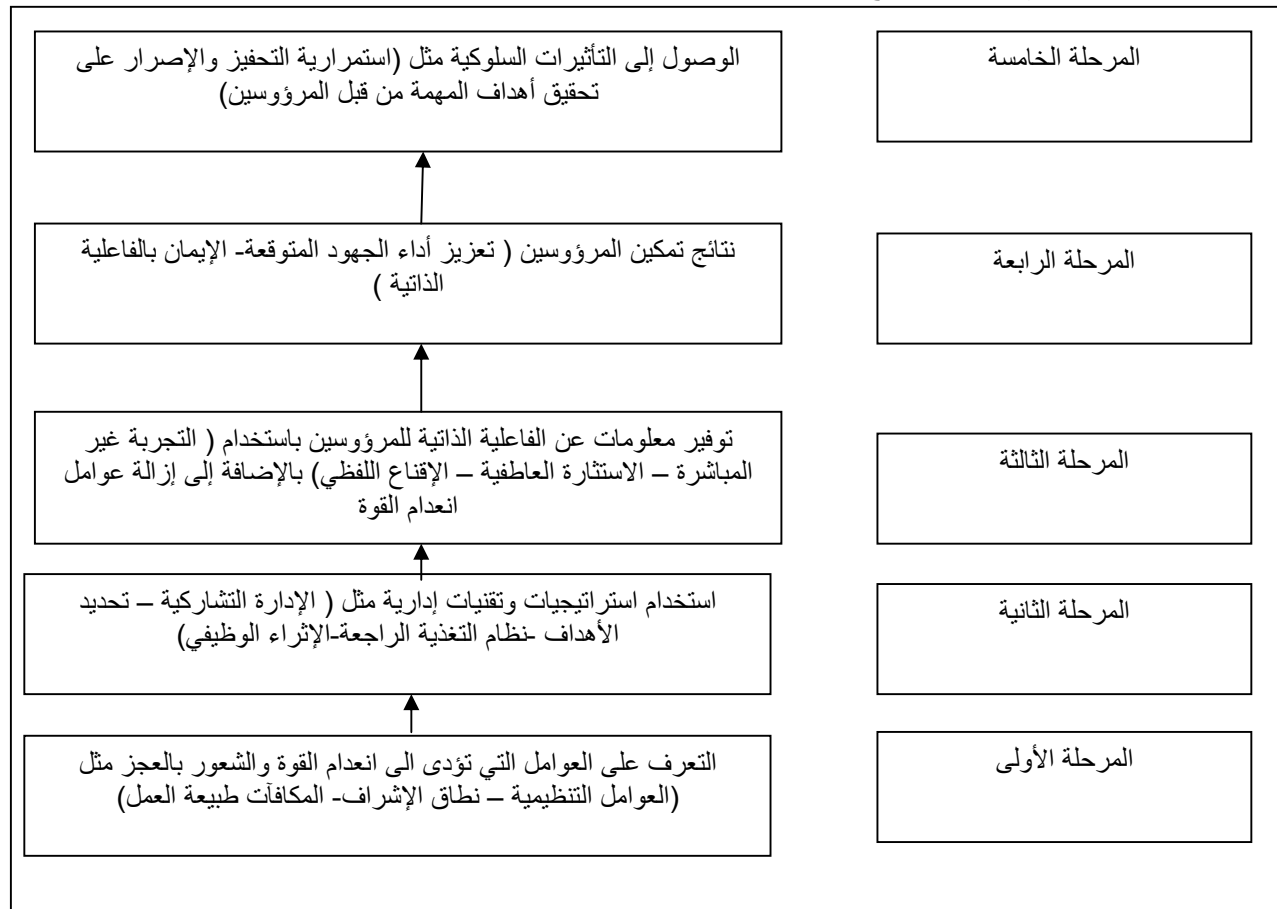 المرحلة الخامسة
الوصول إلى التأثيرات السلوكية مثل (استمرارية التحفيز والإصرار على
تحقيق أهداف المهمة من قبل المرؤوسين)
المرحلة الرابعة
نتائج تمكين المرؤوسين ( تعزيز أداء الجهود المتوقعة- الإيمان بالفاعلية
الذاتية )
المرحلة الثالثة
توفير معلومات عن الفاعلية الذاتية للمرؤوسين باستخدام ( التجربة غير
المباشرة – الاستثارة العاطفية – الإقناع اللفظي) بالإضافة إلى إزالة عوامل
انعدام القوة
المرحلة الثانية
استخدام استراتيجيات وتقنيات إدارية مثل ( الإدارة التشاركية – تحديد
الأهداف -نظام التغذية الراجعة-الإثراء الوظيفي)
المرحلة الأولى
التعرف على العوامل التي تؤدى الى انعدام القوة والشعور بالعجز مثل
(العوامل التنظيمية – نطاق الإشراف- المكافآت طبيعة العمل)